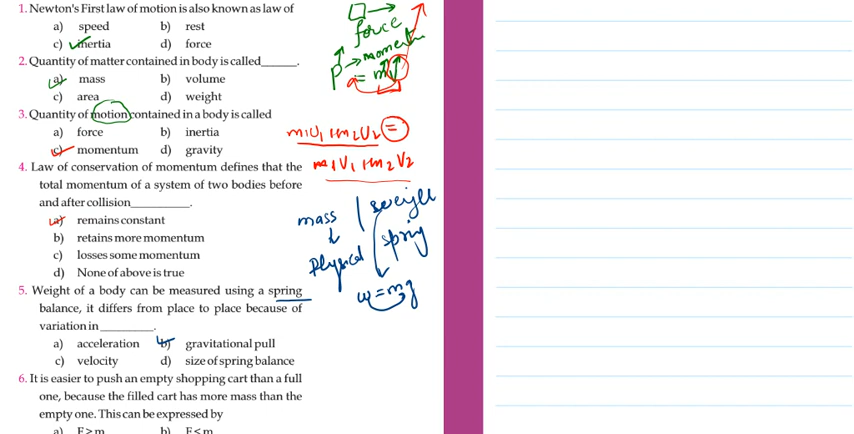 1. Newton's First law of motion is also known as law of
a) speed b) rest
c) inertia d) force
2. Quantity of matter contained in body is called______.
a) mass b) volume
c) area d) weight
3. Quantity of motion contained in a body is called
a) force b) inertia
c) momentum d) gravity
4. Law of conservation of momentum defines that the
total momentum of a system of two bodies before
and after collision__________.
a) remains constant
b) retains more momentum
c) losses some momentum
d) None of above is true
5. Weight of a body can be measured using a spring
balance, it differs from place to place because of
variation in_________.
a) acceleration b) gravitational pull
c) velocity d) size of spring balance
6. It is easier to push an empty shopping cart than a full
one, because the filled cart has more mass than the
empty one. This can be expressed by
a) F>m b) F<m
force
P → moment
= mv
m1U1 + m2U2 =
m1V1 + m2V2
mass
spring
physical
w = mg